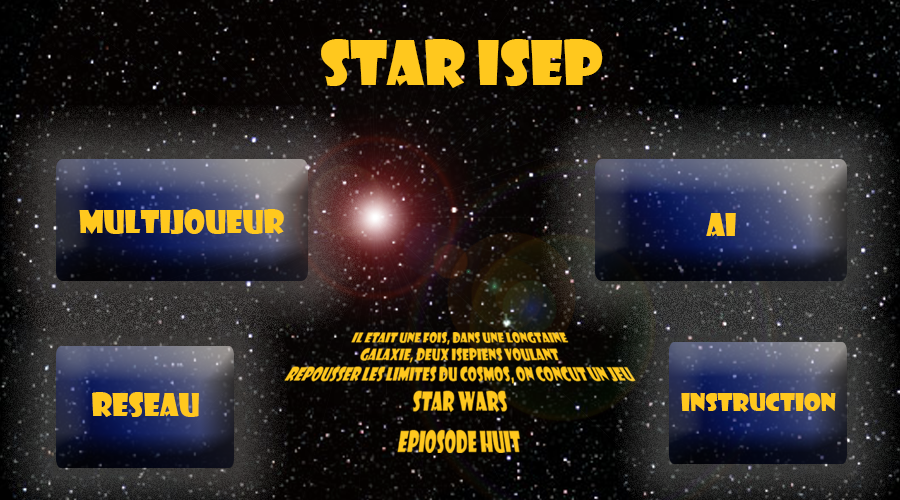 STAR ISEP
MULTIJOUEUR
AI
IL ETAIT UNE FOIS, DANS UNE LONGTAINE
GALAXIE, DEUX ISEPIENS VOULANT
REPOUSSER LES LIMITES DU COSMOS, ON CONCUT UN JEU
STAR WARS
EPIOSODE HUIT
RESEAU
INSTRUCTION